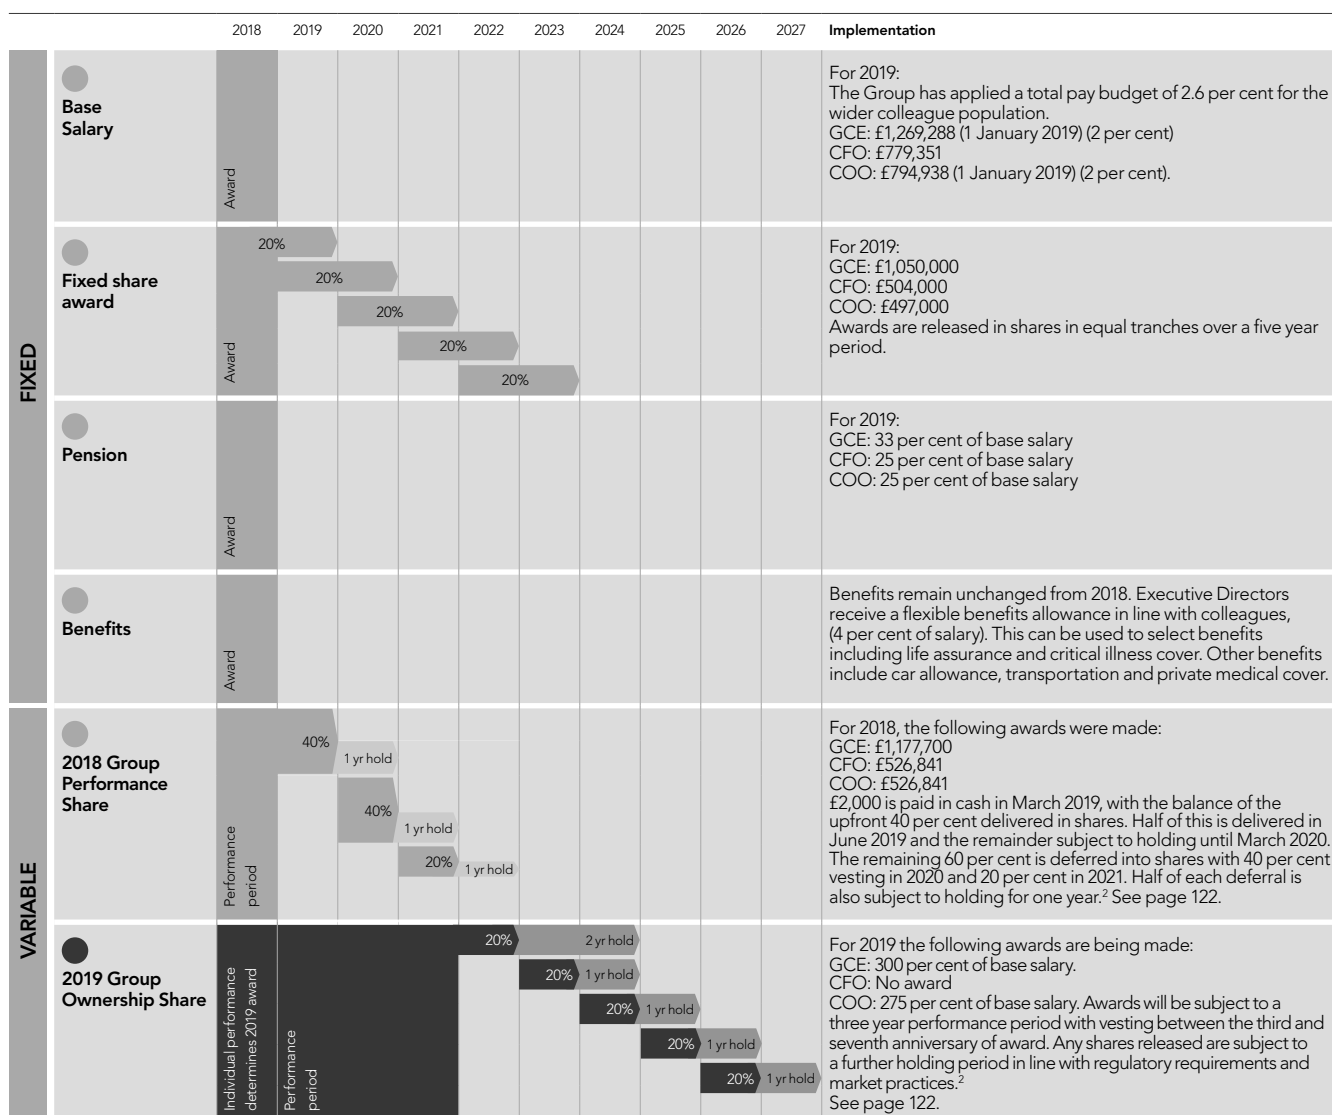 2018 2019 2020 2021 2022 2023 2024 2025 2026 2027 Implementation
FIXED
Base
Salary
Award
For 2019:
The Group has applied a total pay budget of 2.6 per cent for the
wider colleague population.
GCE: £1,269,288 (1 January 2019) (2 per cent)
CFO: £779,351
COO: £794,938 (1 January 2019) (2 per cent).
Fixed share
award
Award
20%
20%
20%
20%
20%
For 2019:
GCE: £1,050,000
CFO: £504,000
COO: £497,000
Awards are released in shares in equal tranches over a five year
period.
Pension
Award
For 2019:
GCE: 33 per cent of base salary
CFO: 25 per cent of base salary
COO: 25 per cent of base salary
Benefits
Award
Benefits remain unchanged from 2018. Executive Directors
receive a flexible benefits allowance in line with colleagues,
(4 per cent of salary). This can be used to select benefits
including life assurance and critical illness cover. Other benefits
include car allowance, transportation and private medical cover.
VARIABLE
2018 Group
Performance
Share
Performance
period
40%
1 yr hold
40%
1 yr hold
20%
1 yr hold
For 2018, the following awards were made:
GCE: £1,177,700
CFO: £526,841
COO: £526,841
£2,000 is paid in cash in March 2019, with the balance of the
upfront 40 per cent delivered in shares. Half of this is delivered in
June 2019 and the remainder subject to holding until March 2020.
The remaining 60 per cent is deferred into shares with 40 per cent
vesting in 2020 and 20 per cent in 2021. Half of each deferral is
also subject to holding for one year.² See page 122.
2019 Group
Ownership Share
Individual performance
determines 2019 award
Performance
period
20% 2 yr hold
20% 1 yr hold
20% 1 yr hold
20% 1 yr hold
20% 1 yr hold
For 2019 the following awards are being made:
GCE: 300 per cent of base salary.
CFO: No award
COO: 275 per cent of base salary. Awards will be subject to a
three year performance period with vesting between the third and
seventh anniversary of award. Any shares released are subject to
a further holding period in line with regulatory requirements and
market practices.²
See page 122.